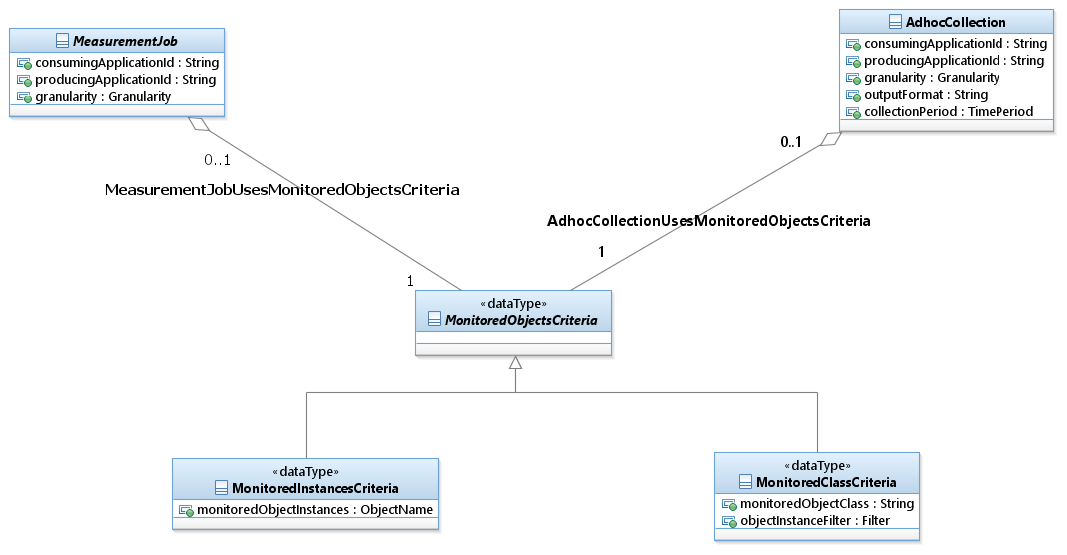 MeasurementJob
consumingApplicationId : String
producingApplicationId : String
granularity : Granularity
AdhocCollection
consumingApplicationId : String
producingApplicationId : String
granularity : Granularity
outputFormat : String
collectionPeriod : TimePeriod
0..1
MeasurementJobUsesMonitoredObjectsCriteria
1
0..1
AdhocCollectionUsesMonitoredObjectsCriteria
1
«dataType»
MonitoredObjectsCriteria
«dataType»
MonitoredInstancesCriteria
monitoredObjectInstances : ObjectName
«dataType»
MonitoredClassCriteria
monitoredObjectClass : String
objectInstanceFilter : Filter